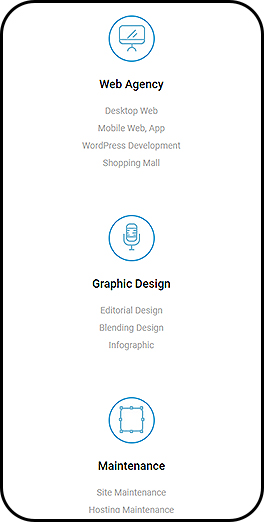 Web Agency
Desktop Web
Mobile Web, App
WordPress Development
Shopping Mall
Graphic Design
Editorial Design
Blending Design
Infographic
Maintenance
Site Maintenance
Hosting Maintenance